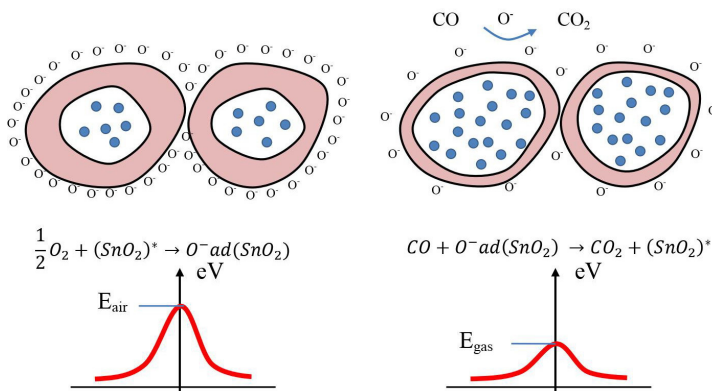 CO O⁻ CO₂
O⁻ O⁻ O⁻ O⁻ O⁻ O⁻ O⁻ O⁻ O⁻ O⁻
O⁻ O⁻ O⁻ O⁻ O⁻ O⁻
O⁻ O⁻ O⁻ O⁻
O⁻ O⁻
O⁻ O⁻
O⁻ O⁻
O⁻ O⁻
O⁻ O⁻ O⁻ O⁻ O⁻
O⁻ O⁻ O⁻ O⁻ O⁻ O⁻ O⁻ O⁻ O⁻ O⁻
O⁻ O⁻ O⁻ O⁻
O⁻ O⁻
O⁻ O⁻
O⁻ O⁻
O⁻ O⁻ O⁻ O⁻
½O₂ + (SnO₂)* → O⁻ad(SnO₂)
CO + O⁻ad(SnO₂) → CO₂ + (SnO₂)*
eV
E_air
eV
E_gas